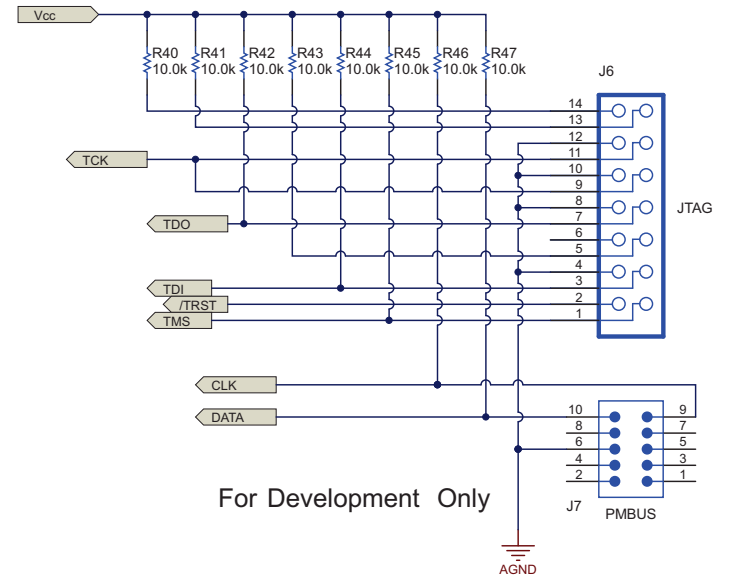 Vcc
R40 R41 R42 R43 R44 R45 R46 R47
10.0k 10.0k 10.0k 10.0k 10.0k 10.0k 10.0k 10.0k
J6
14
13
12
TCK 11
10
9
8
TDO 7
6
5
4
TDI 3
/TRST 2
TMS 1
JTAG
CLK
DATA 10 9
8 7
6 5
4 3
2 1
For Development Only
J7 PMBUS
AGND